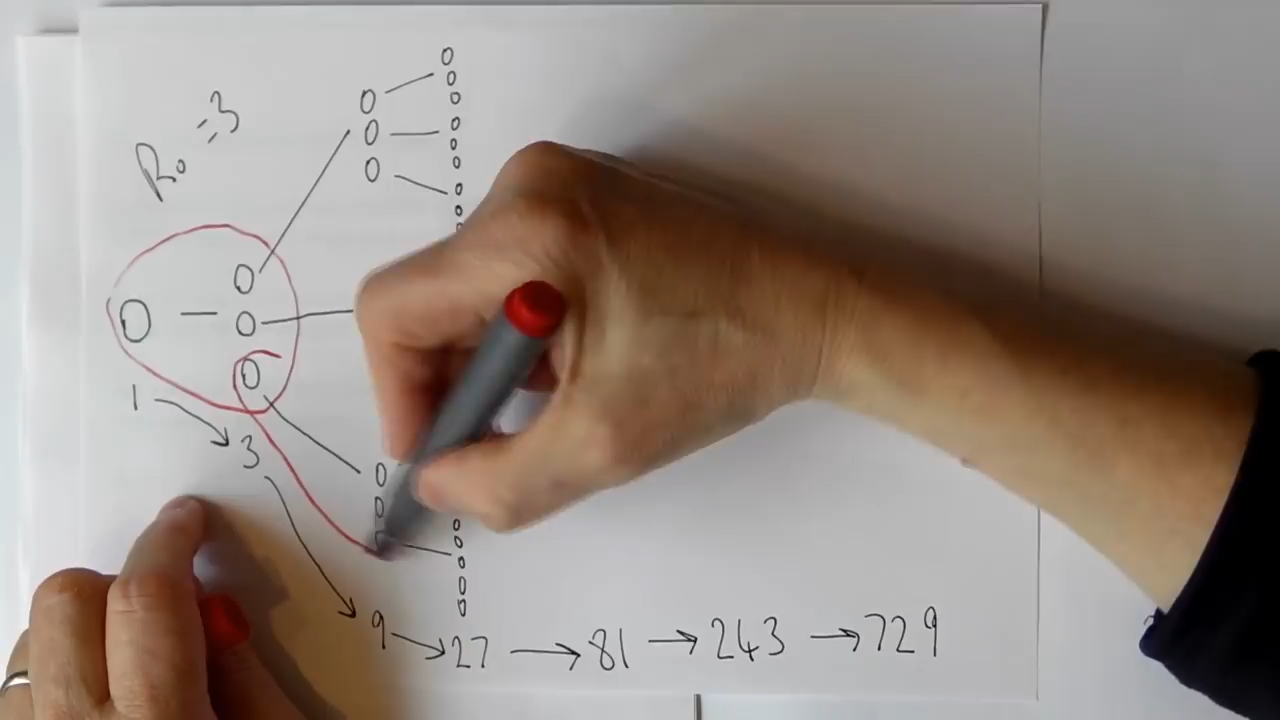 R₀ = 3
1 → 3 → 9 → 27 → 81 → 243 → 729